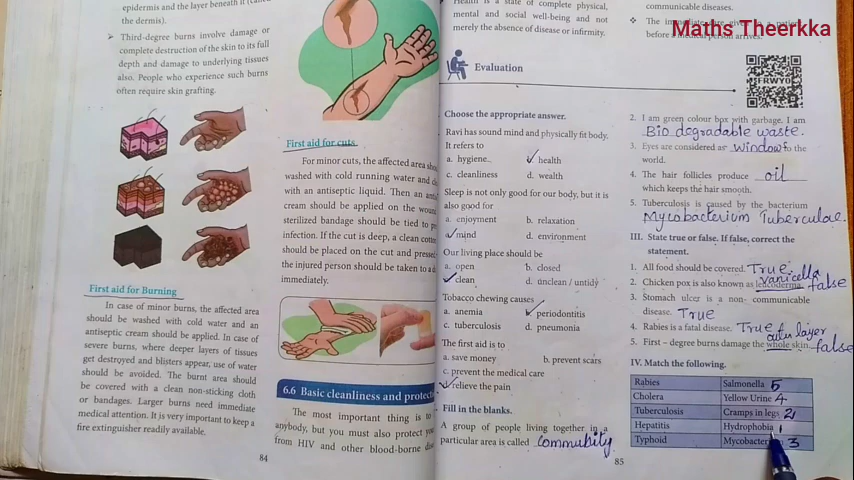 epidermis and the layer beneath it (called
the dermis).
➤ Third-degree burns involve damage or
complete destruction of the skin to its full
depth and damage to underlying tissues
also. People who experience such burns
often require skin grafting.
First aid for Burning
In case of minor burns, the affected area
should be washed with cold water and an
antiseptic cream should be applied. In case of
severe burns, where deeper layers of tissues
get destroyed and blisters appear, use of water
should be avoided. The burnt area should
be covered with a clean non-sticking cloth
or bandages. Larger burns need immediate
medical attention. It is very important to keep a
fire extinguisher readily available.
84
First aid for cuts
For minor cuts, the affected area
washed with cold running water and
with an antiseptic liquid. Then an
cream should be applied on the
sterilized bandage should be tied to
infection. If the cut is deep, a clean
should be placed on the cut and
the injured person should be taken to a
immediately.
6.6 Basic cleanliness and
The most important thing is to
anybody, but you must also protect
from HIV and other blood-borne
Health is a state of complete physical,
mental and social well-being and not
merely the absence of disease or infirmity.
Evaluation
Choose the appropriate answer.
Ravi has sound mind and physically fit body.
It refers to
a. hygiene b. health
c. cleanliness d. wealth
Sleep is not only good for our body, but it is
also good for
a. enjoyment b. relaxation
c. mind d. environment
Our living place should be
a. open b. closed
clean d. unclean / untidy
Tobacco chewing causes
a. anemia periodontitis
c. tuberculosis d. pneumonia
The first aid is to
a. save money b. prevent scars
c. prevent the medical care
relieve the pain
Fill in the blanks.
A group of people living together in a
particular area is called Community.
85
communicable diseases.
❖ The
before a medical person arrives.
Maths Theerkka
FRWYD
2. I am green colour box with garbage. I am
Bio degradable waste.
3. Eyes are considered as windows to the
world.
4. The hair follicles produce oil
which keeps the hair smooth.
5. Tuberculosis is caused by the bacterium
Mycobacterium Tuberculae.
III. State true or false. If false, correct the
statement.
1. All food should be covered. True
vanicella
2. Chicken pox is also known as leucoderma. false
3. Stomach ulcer is a non- communicable
disease. True
4. Rabies is a fatal disease. True
outer layer
5. First – degree burns damage the whole skin. false
IV. Match the following.
Rabies Salmonella 5
Cholera Yellow Urine 4
Tuberculosis Cramps in legs 2
Hepatitis Hydrophobia 1
Typhoid 3